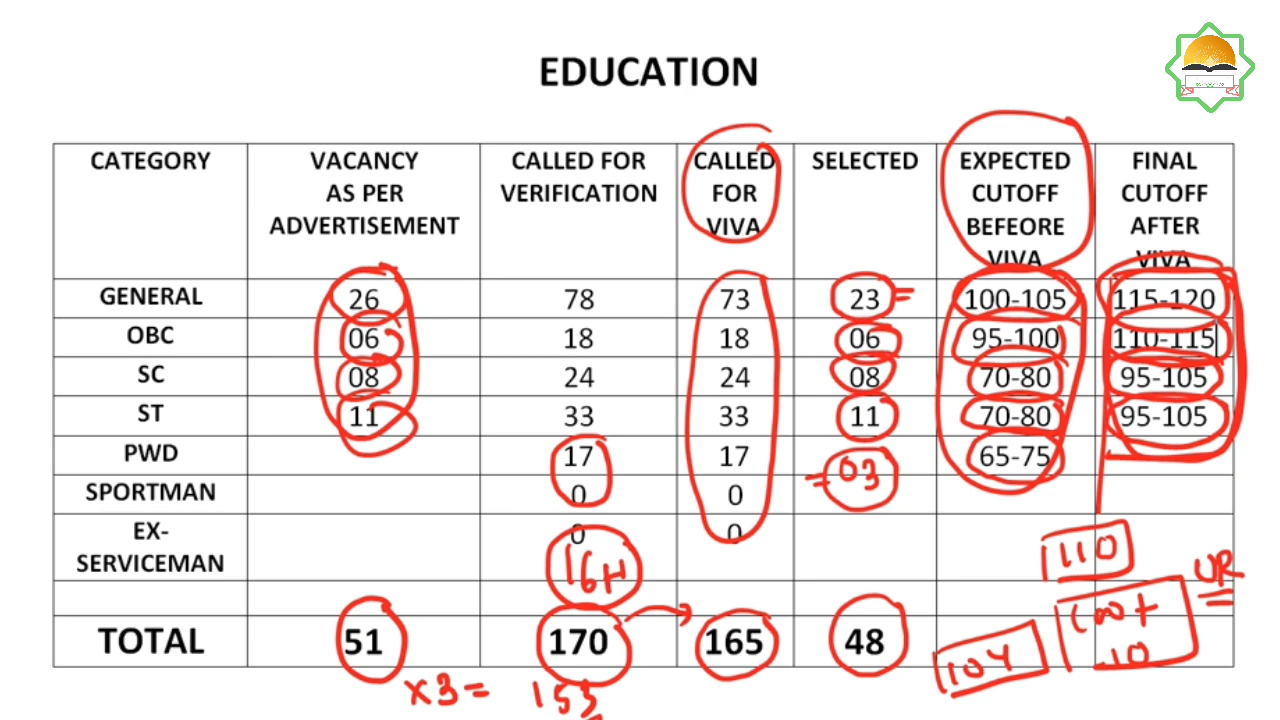 EDUCATION
CATEGORY VACANCY AS PER ADVERTISEMENT CALLED FOR VERIFICATION CALLED FOR VIVA SELECTED EXPECTED CUTOFF BEFEORE VIVA FINAL CUTOFF AFTER VIVA
GENERAL 26 78 73 23 = 100-105 115-120
OBC 06 18 18 06 95-100 110-115
SC 08 24 24 08 70-80 95-105
ST 11 33 33 11 70-80 95-105
PWD 17 17 = 03 65-75
SPORTMAN 0 0
EX-SERVICEMAN 0 0
16H 110
UR
100+
10
TOTAL 51 170 165 48 104
x3 = 153